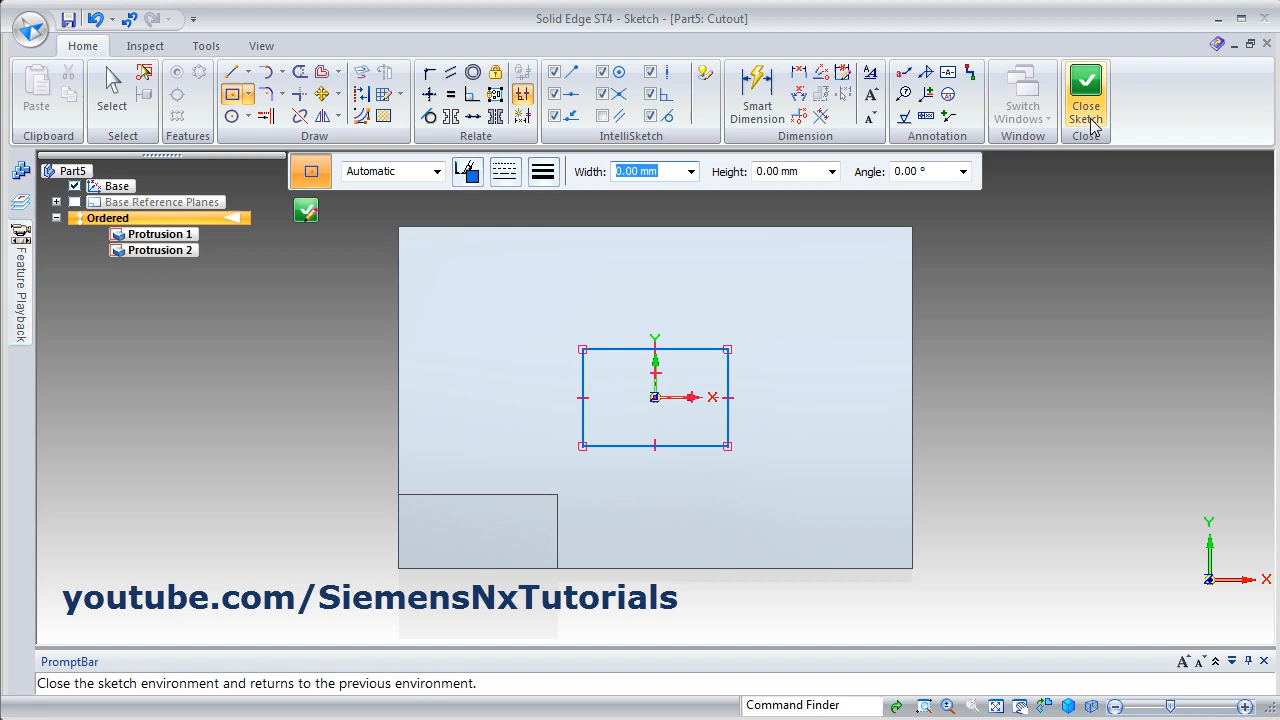 Solid Edge ST4 - Sketch - [Part5: Cutout]
Home Inspect Tools View
Paste
Select
Smart Dimension
Switch Windows
Close Sketch
Clipboard Select Features Draw Relate IntelliSketch Dimension Annotation Window Close
Part5
Automatic Width: 0.00 mm Height: 0.00 mm Angle: 0.00 °
Base
Base Reference Planes
Ordered
Protrusion 1
Protrusion 2
Feature Playback
Y
X
Y
X
youtube.com/SiemensNxTutorials
PromptBar
Close the sketch environment and returns to the previous environment.
Command Finder